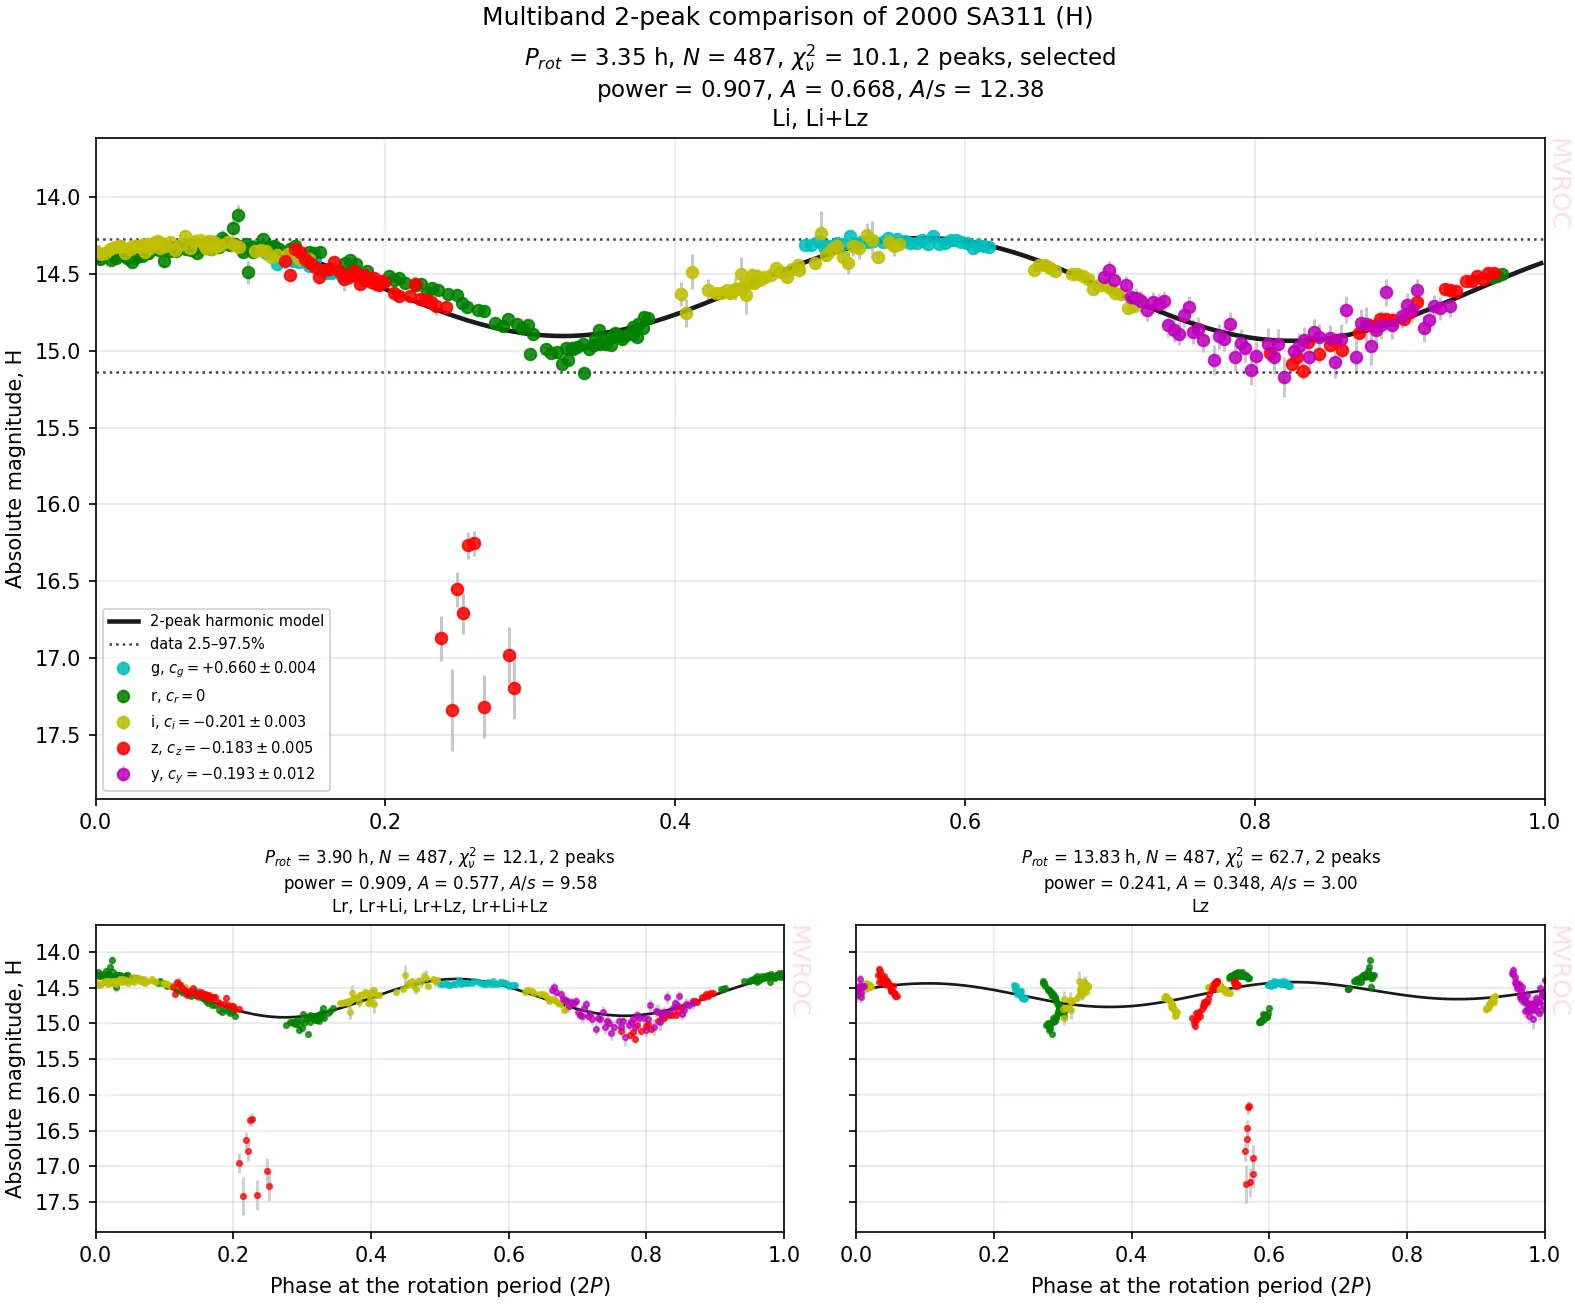 Multiband 2-peak comparison of 2000 SA311 (H)
P_rot = 3.35 h, N = 487, χ²_ν = 10.1, 2 peaks, selected
power = 0.907, A = 0.668, A/s = 12.38
Li, Li+Lz
MVROC
Absolute magnitude, H
14.0
14.5
15.0
15.5
16.0
16.5
17.0
17.5
2-peak harmonic model
data 2.5–97.5%
g, c_g = +0.660 ± 0.004
r, c_r = 0
i, c_i = −0.201 ± 0.003
z, c_z = −0.183 ± 0.005
y, c_y = −0.193 ± 0.012
0.0 0.2 0.4 0.6 0.8 1.0
P_rot = 3.90 h, N = 487, χ²_ν = 12.1, 2 peaks
power = 0.909, A = 0.577, A/s = 9.58
Lr, Lr+Li, Lr+Lz, Lr+Li+Lz
MVROC
Absolute magnitude, H
14.0
14.5
15.0
15.5
16.0
16.5
17.0
17.5
0.0 0.2 0.4 0.6 0.8 1.0
Phase at the rotation period (2P)
P_rot = 13.83 h, N = 487, χ²_ν = 62.7, 2 peaks
power = 0.241, A = 0.348, A/s = 3.00
Lz
MVROC
0.0 0.2 0.4 0.6 0.8 1.0
Phase at the rotation period (2P)